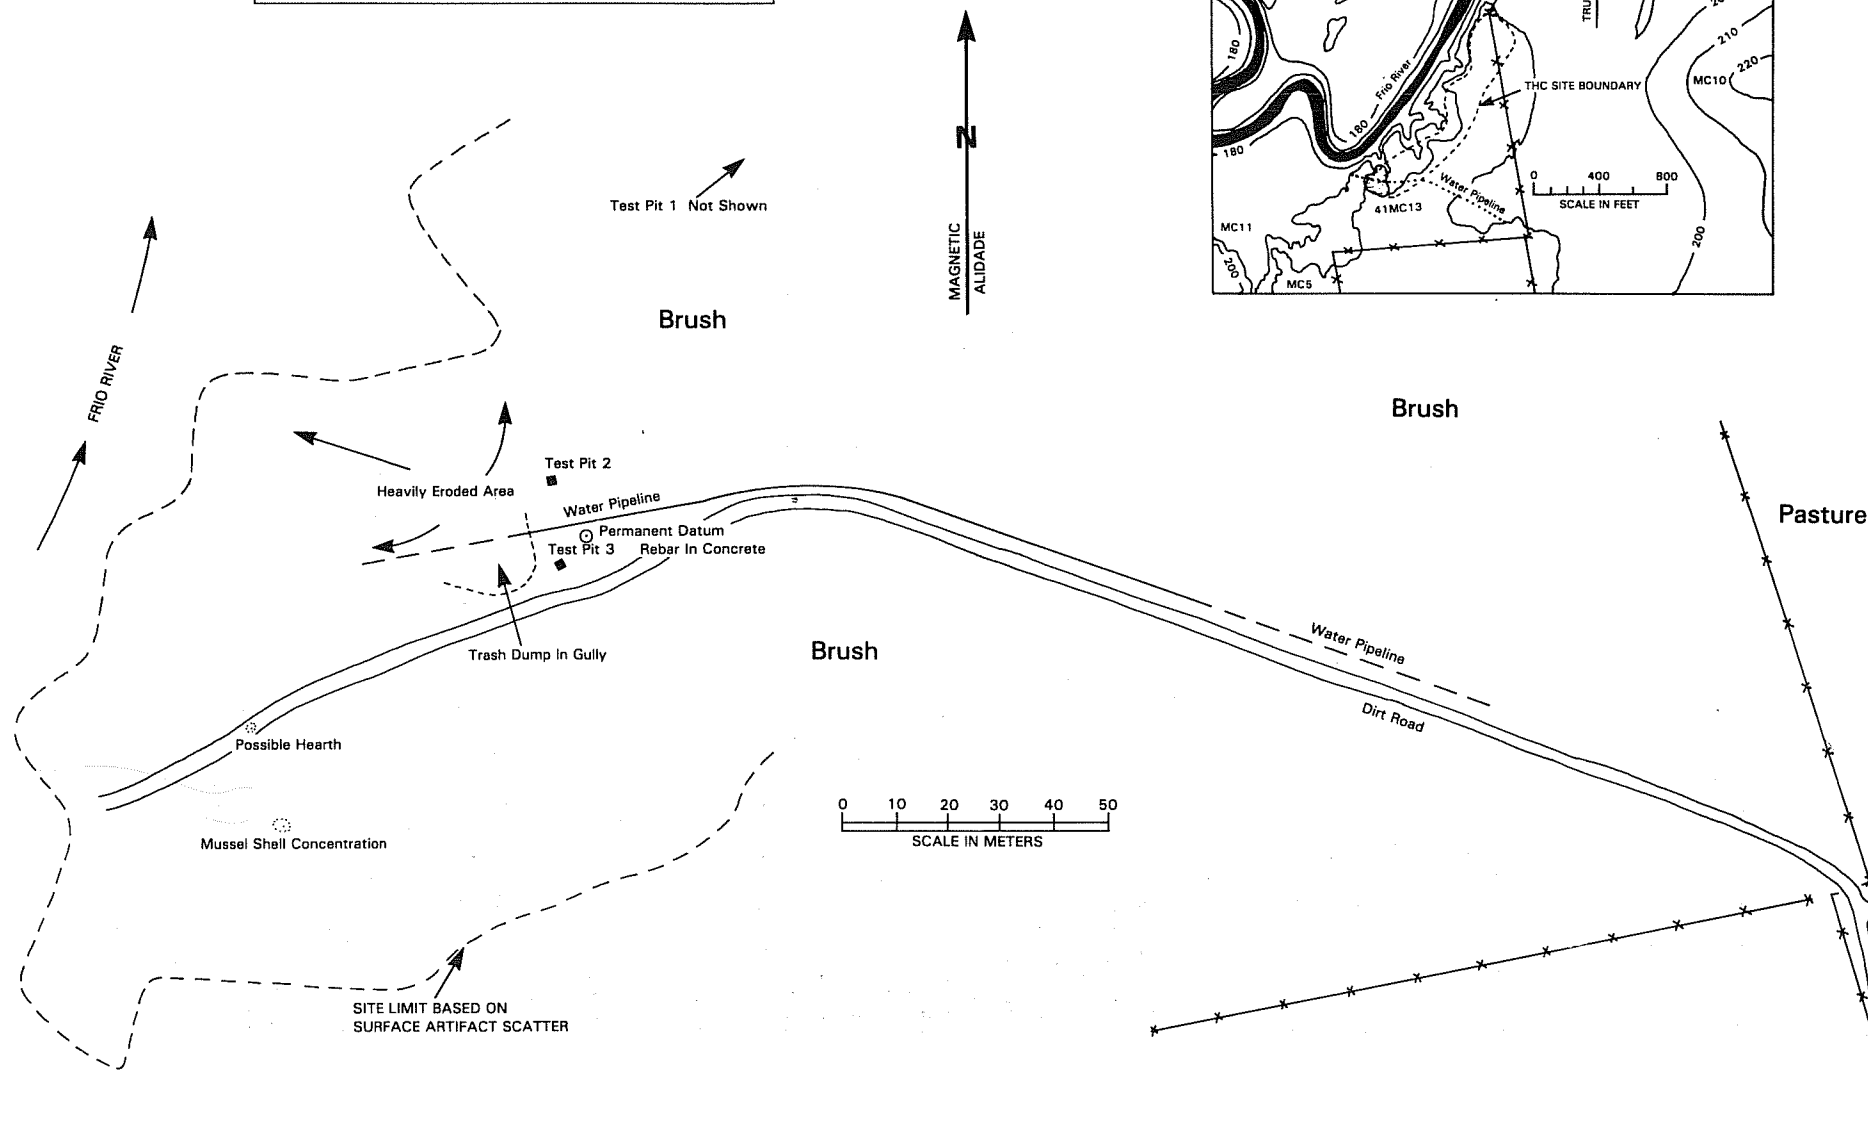 N
MAGNETIC
ALIDADE
Test Pit 1 Not Shown
Brush
FRIO RIVER
Heavily Eroded Area
Test Pit 2
Water Pipeline
Permanent Datum
Rebar In Concrete
Test Pit 3
Trash Dump In Gully
Brush
Brush
Pasture
Water Pipeline
Dirt Road
Possible Hearth
Mussel Shell Concentration
0 10 20 30 40 50
SCALE IN METERS
SITE LIMIT BASED ON
SURFACE ARTIFACT SCATTER
180
Frio River
180
180
TRU
THC SITE BOUNDARY
210
220
MC10
0 400 800
SCALE IN FEET
Water Pipeline
41MC13
MC11
200
MC5
200